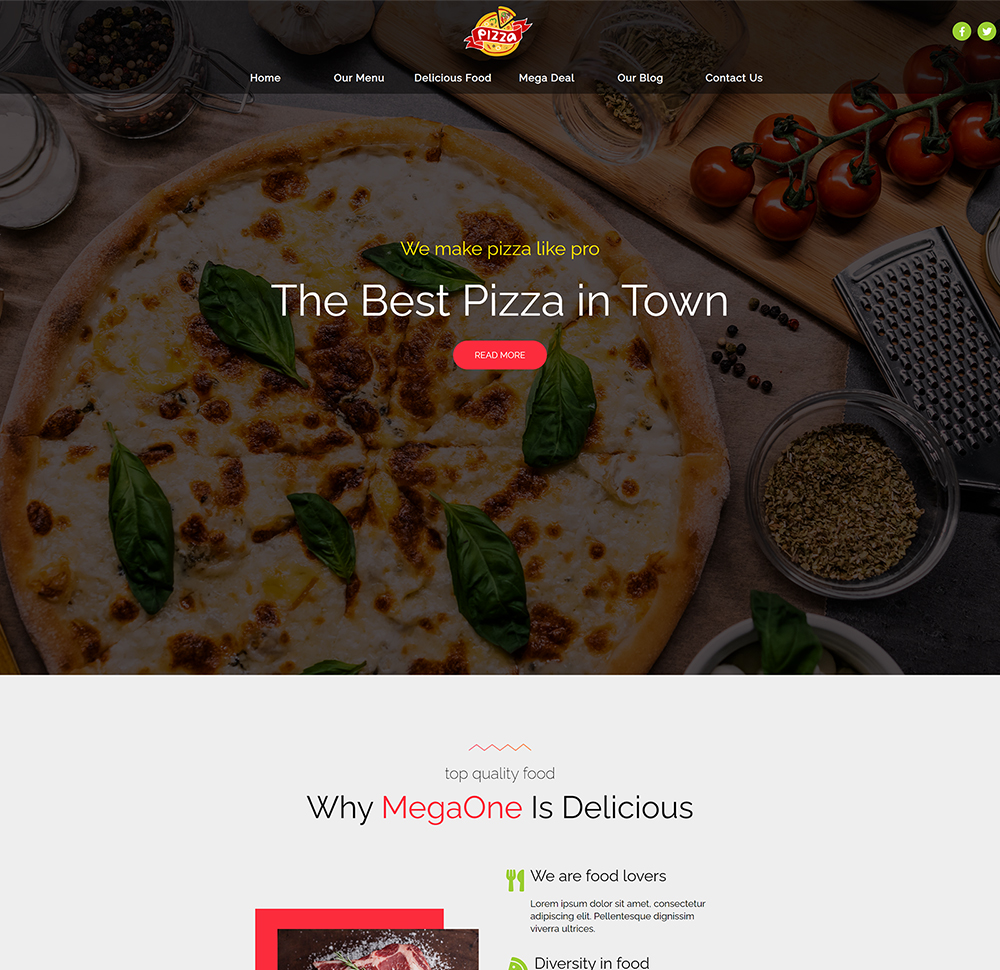 PIZZA
Home Our Menu Delicious Food Mega Deal Our Blog Contact Us
We make pizza like pro
The Best Pizza in Town
READ MORE
top quality food
Why MegaOne Is Delicious
We are food lovers
Lorem ipsum dolor sit amet, consectetur
adipiscing elit. Pellentesque dignissim
viverra ultrices.
Diversity in food